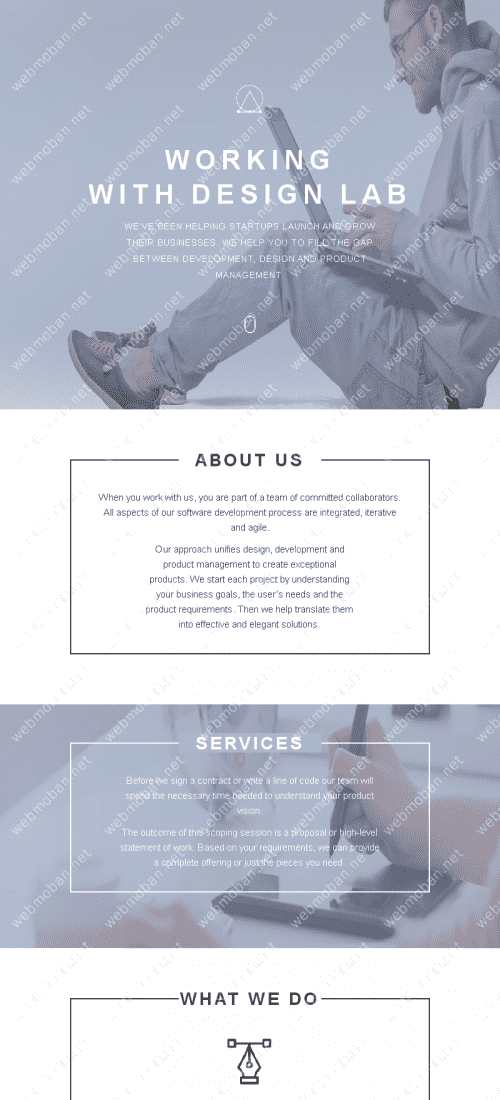 WORKING
WITH DESIGN LAB
WE'VE BEEN HELPING STARTUPS LAUNCH AND GROW
THEIR BUSINESSES. WE HELP YOU TO FILL THE GAP
BETWEEN DEVELOPMENT, DESIGN AND PRODUCT
MANAGEMENT.
ABOUT US
When you work with us, you are part of a team of committed collaborators.
All aspects of our software development process are integrated, iterative
and agile.
Our approach unifies design, development and
product management to create exceptional
products. We start each project by understanding
your business goals, the user's needs and the
product requirements. Then we help translate them
into effective and elegant solutions.
SERVICES
Before we sign a contract or write a line of code our team will
spend the necessary time needed to understand your product
vision.
The outcome of this scoping session is a proposal or high-level
statement of work. Based on your requirements, we can provide
a complete offering or just the pieces you need.
WHAT WE DO
webmoban.net